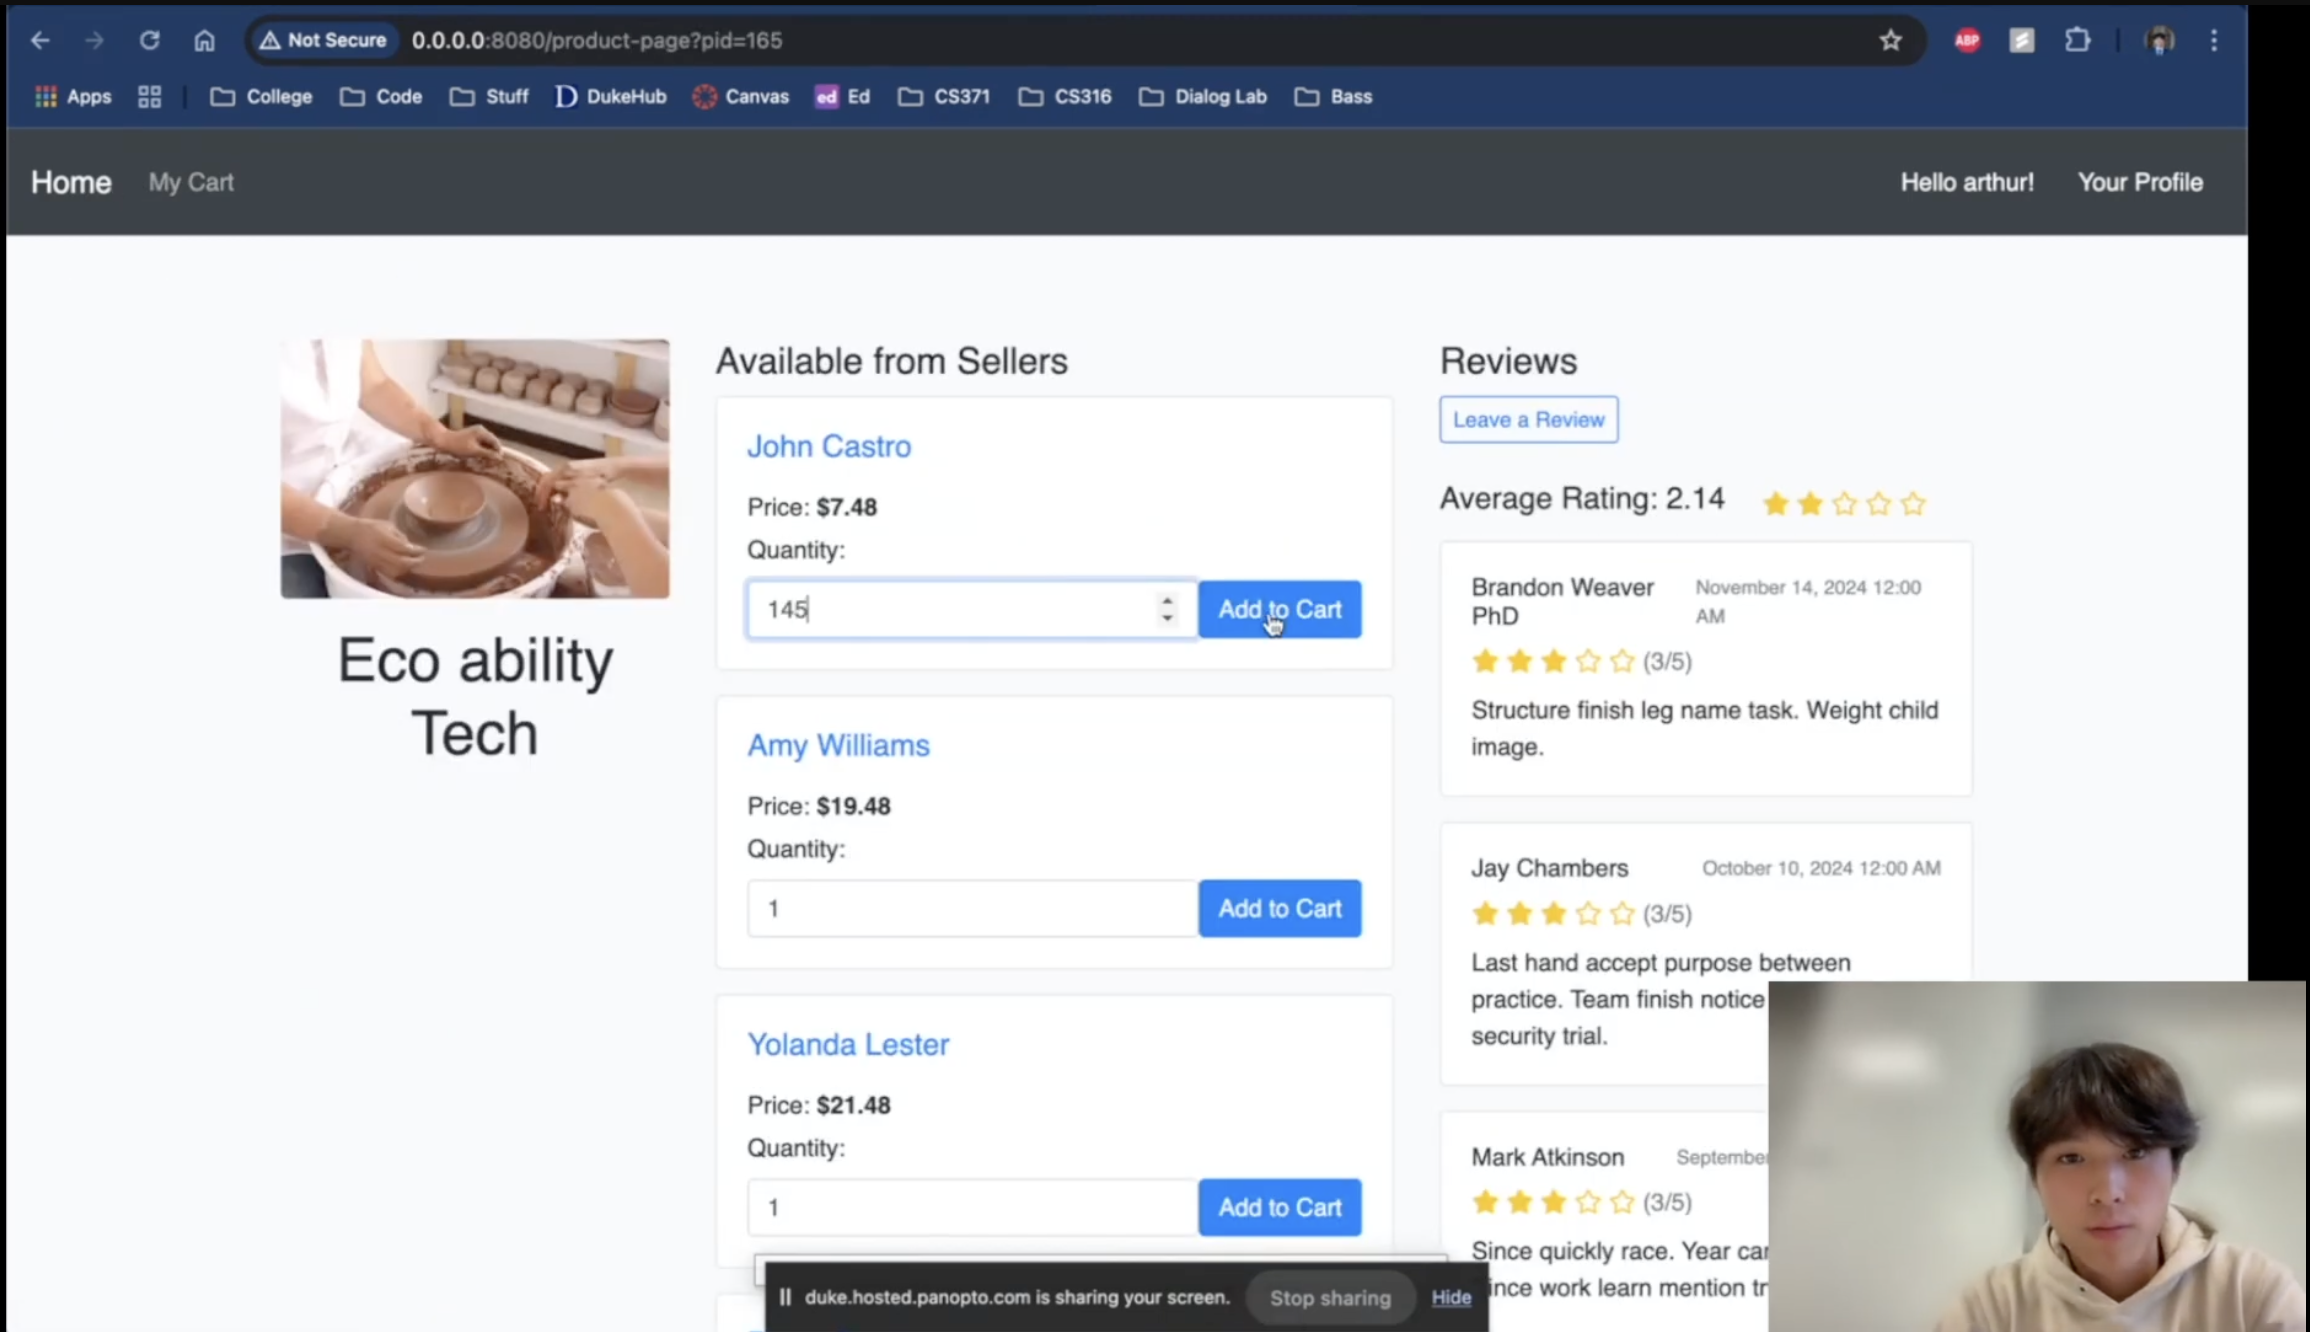 Not Secure 0.0.0.0:8080/product-page?pid=165
ABP
Apps College Code Stuff DukeHub Canvas ed Ed CS371 CS316 Dialog Lab Bass
Home My Cart Hello arthur! Your Profile
Eco ability
Tech
Available from Sellers
John Castro
Price: $7.48
Quantity:
145 Add to Cart
Amy Williams
Price: $19.48
Quantity:
1 Add to Cart
Yolanda Lester
Price: $21.48
Quantity:
1 Add to Cart
Reviews
Leave a Review
Average Rating: 2.14
Brandon Weaver November 14, 2024 12:00
PhD AM
(3/5)
Structure finish leg name task. Weight child
image.
Jay Chambers October 10, 2024 12:00 AM
(3/5)
Last hand accept purpose between
practice. Team finish notice
security trial.
Mark Atkinson September
(3/5)
Since quickly race. Year
work learn mention
duke.hosted.panopto.com is sharing your screen. Stop sharing Hide